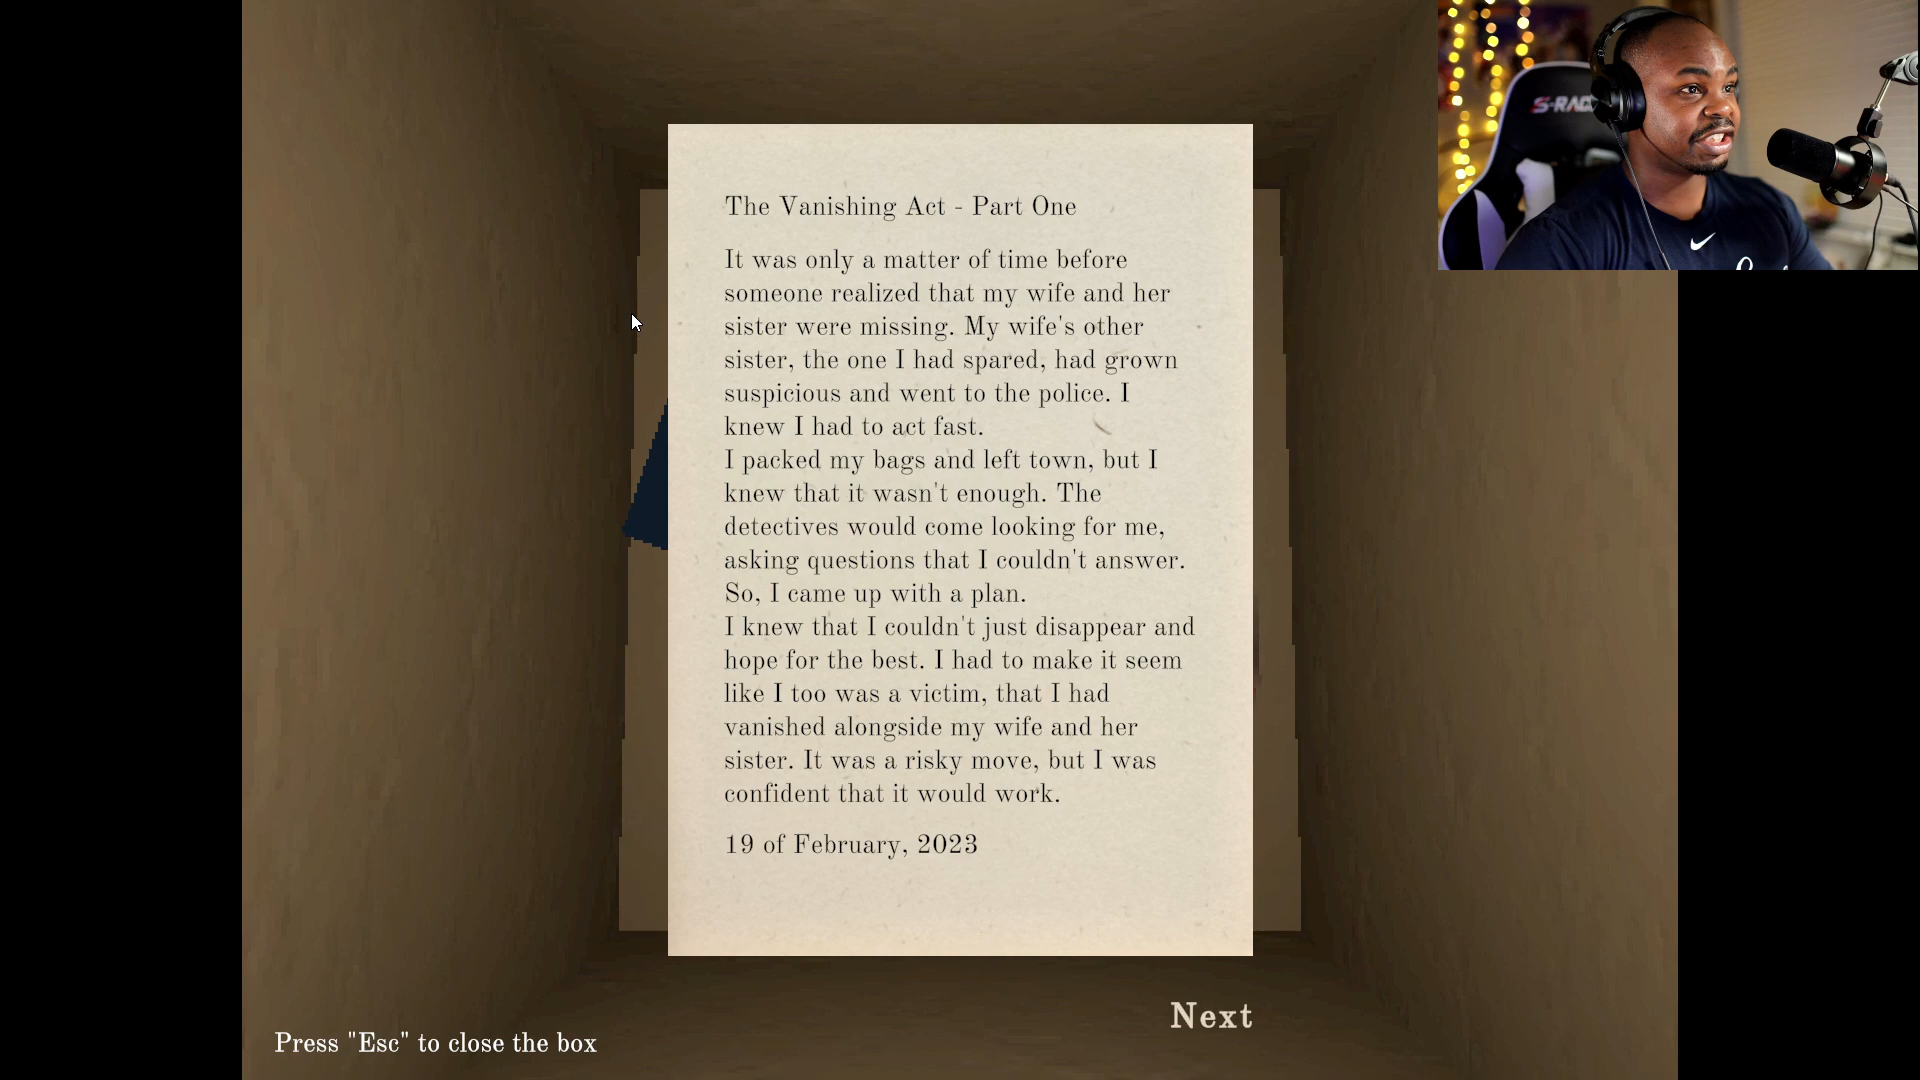 The Vanishing Act - Part One
It was only a matter of time before
someone realized that my wife and her
sister were missing. My wife's other
sister, the one I had spared, had grown
suspicious and went to the police. I
knew I had to act fast.
I packed my bags and left town, but I
knew that it wasn't enough. The
detectives would come looking for me,
asking questions that I couldn't answer.
So, I came up with a plan.
I knew that I couldn't just disappear and
hope for the best. I had to make it seem
like I too was a victim, that I had
vanished alongside my wife and her
sister. It was a risky move, but I was
confident that it would work.
19 of February, 2023
Next
Press "Esc" to close the box
S-RAC